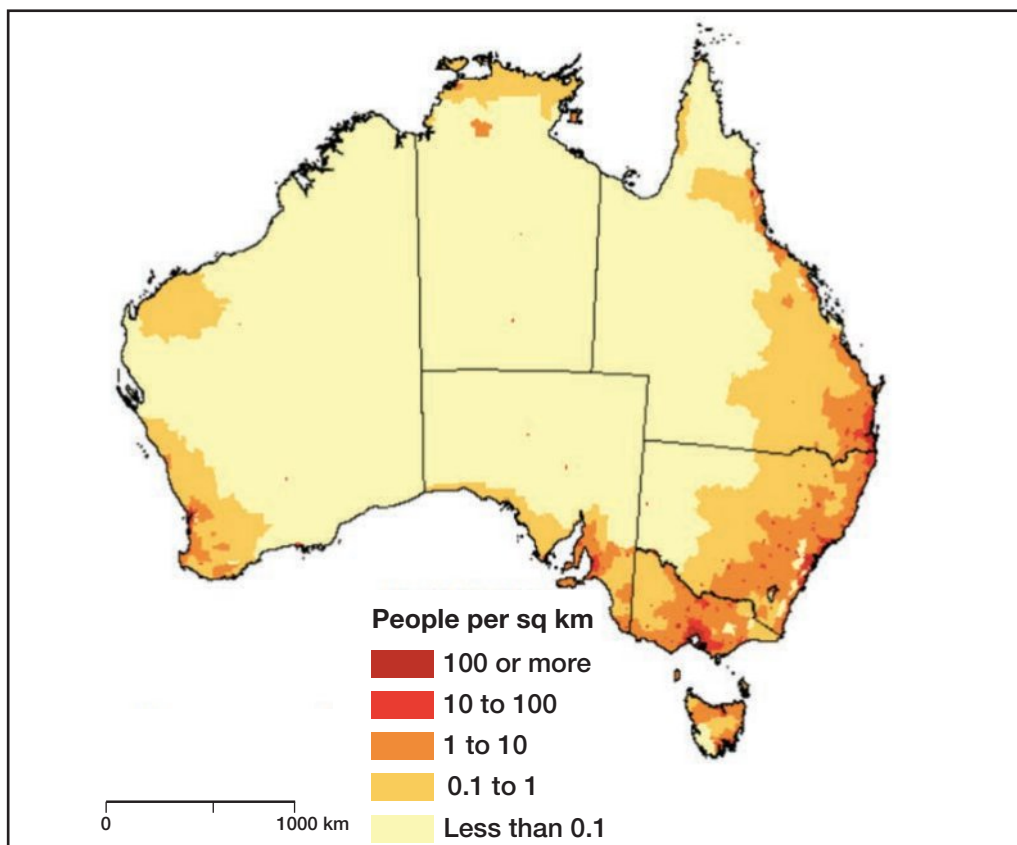 People per sq km
100 or more
10 to 100
1 to 10
0.1 to 1
Less than 0.1
0 1000 km